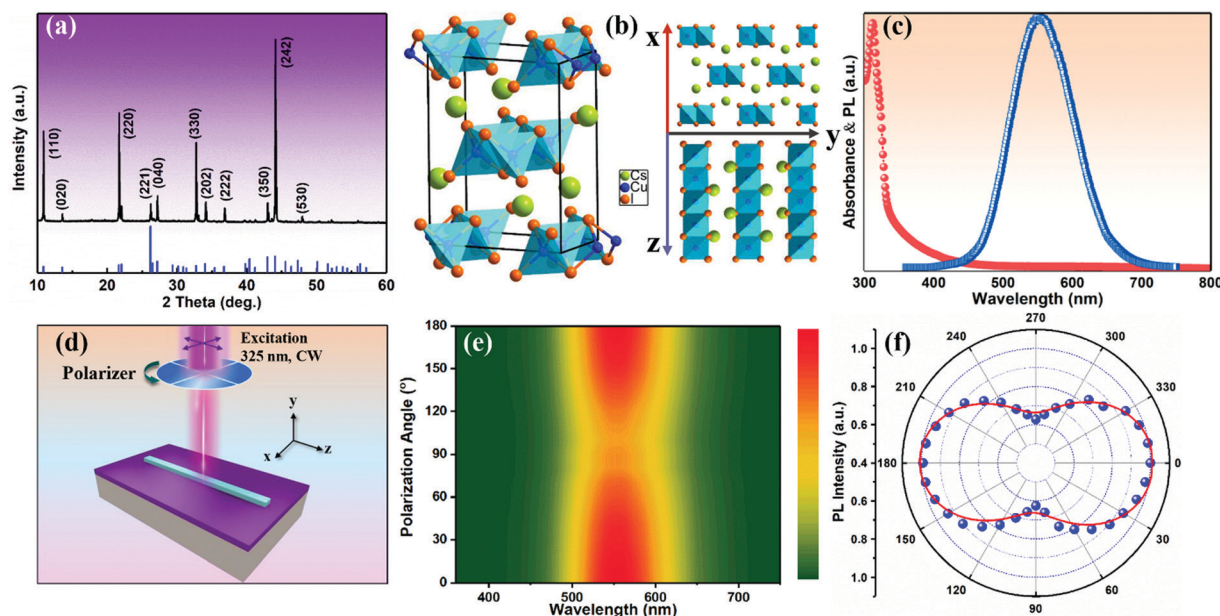 (a)
Intensity (a.u.)
(110)
(020)
(220)
(221)
(040)
(330)
(202)
(222)
(350)
(242)
(530)
10 20 30 40 50 60
2 Theta (deg.)
(b)
Cs
Cu
I
x
y
z
(c)
Absorbance & PL (a.u.)
300 400 500 600 700 800
Wavelength (nm)
(d)
Excitation
325 nm, CW
Polarizer
y
x
z
(e)
Polarization Angle (°)
180
150
120
90
60
30
0
400 500 600 700
Wavelength (nm)
(f)
PL Intensity (a.u.)
1.0
0.8
0.6
0.4
0.6
0.8
1.0
270
240
300
210
330
180
0
150
30
120
60
90